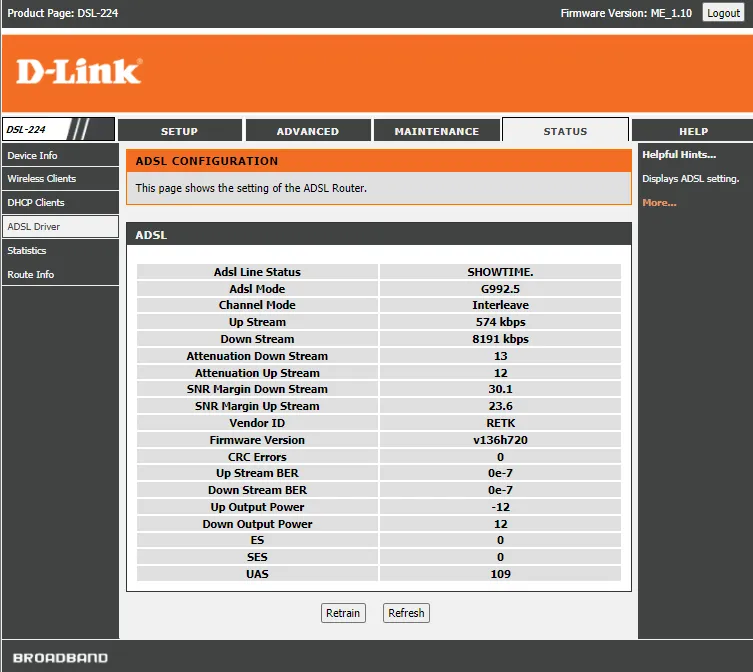 Product Page: DSL-224 Firmware Version: ME_1.10 Logout
D-Link
DSL-224
SETUP ADVANCED MAINTENANCE STATUS HELP
Device Info
Wireless Clients
DHCP Clients
ADSL Driver
Statistics
Route Info
ADSL CONFIGURATION
This page shows the setting of the ADSL Router.
ADSL
Adsl Line Status SHOWTIME.
Adsl Mode G992.5
Channel Mode Interleave
Up Stream 574 kbps
Down Stream 8191 kbps
Attenuation Down Stream 13
Attenuation Up Stream 12
SNR Margin Down Stream 30.1
SNR Margin Up Stream 23.6
Vendor ID RETK
Firmware Version v136h720
CRC Errors 0
Up Stream BER 0e-7
Down Stream BER 0e-7
Up Output Power -12
Down Output Power 12
ES 0
SES 0
UAS 109
Retrain Refresh
Helpful Hints...
Displays ADSL setting.
More...
BROADBAND